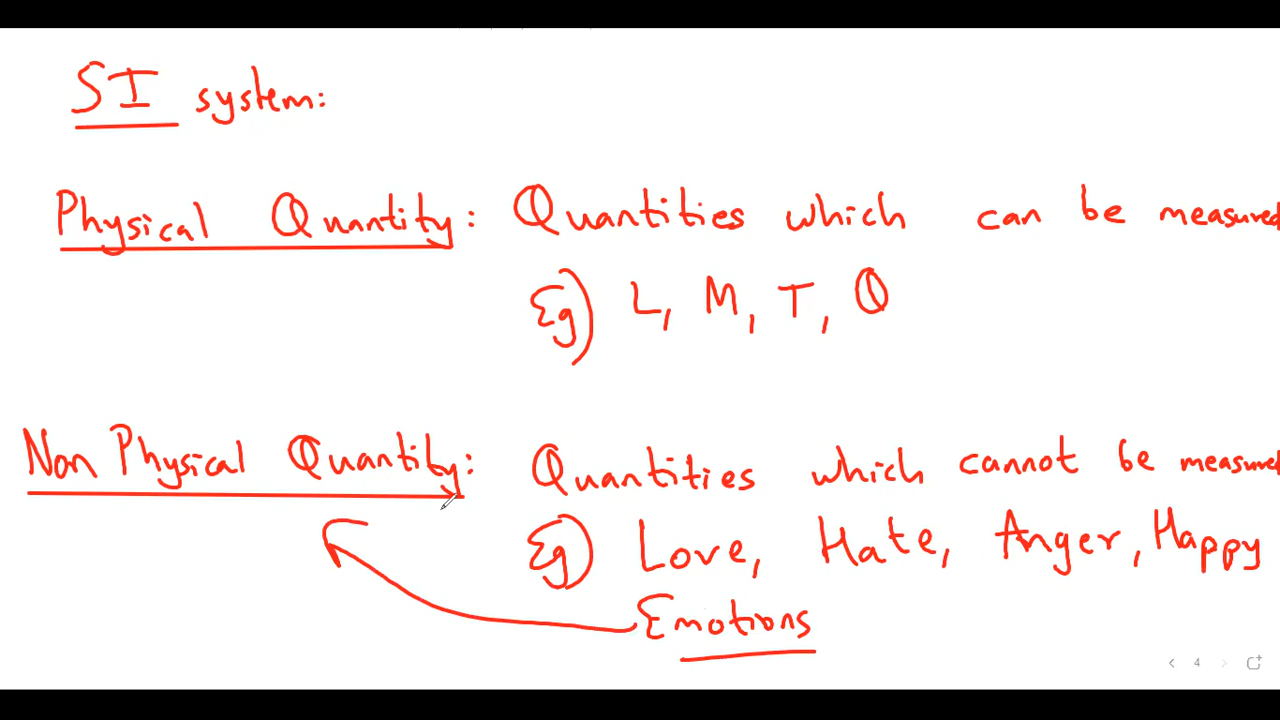 SI system:
Physical Quantity: Quantities which can be measured
Eg) L, M, T, Q
Non Physical Quantity: Quantities which cannot be measured
Eg) Love, Hate, Anger, Happy
Emotions
4